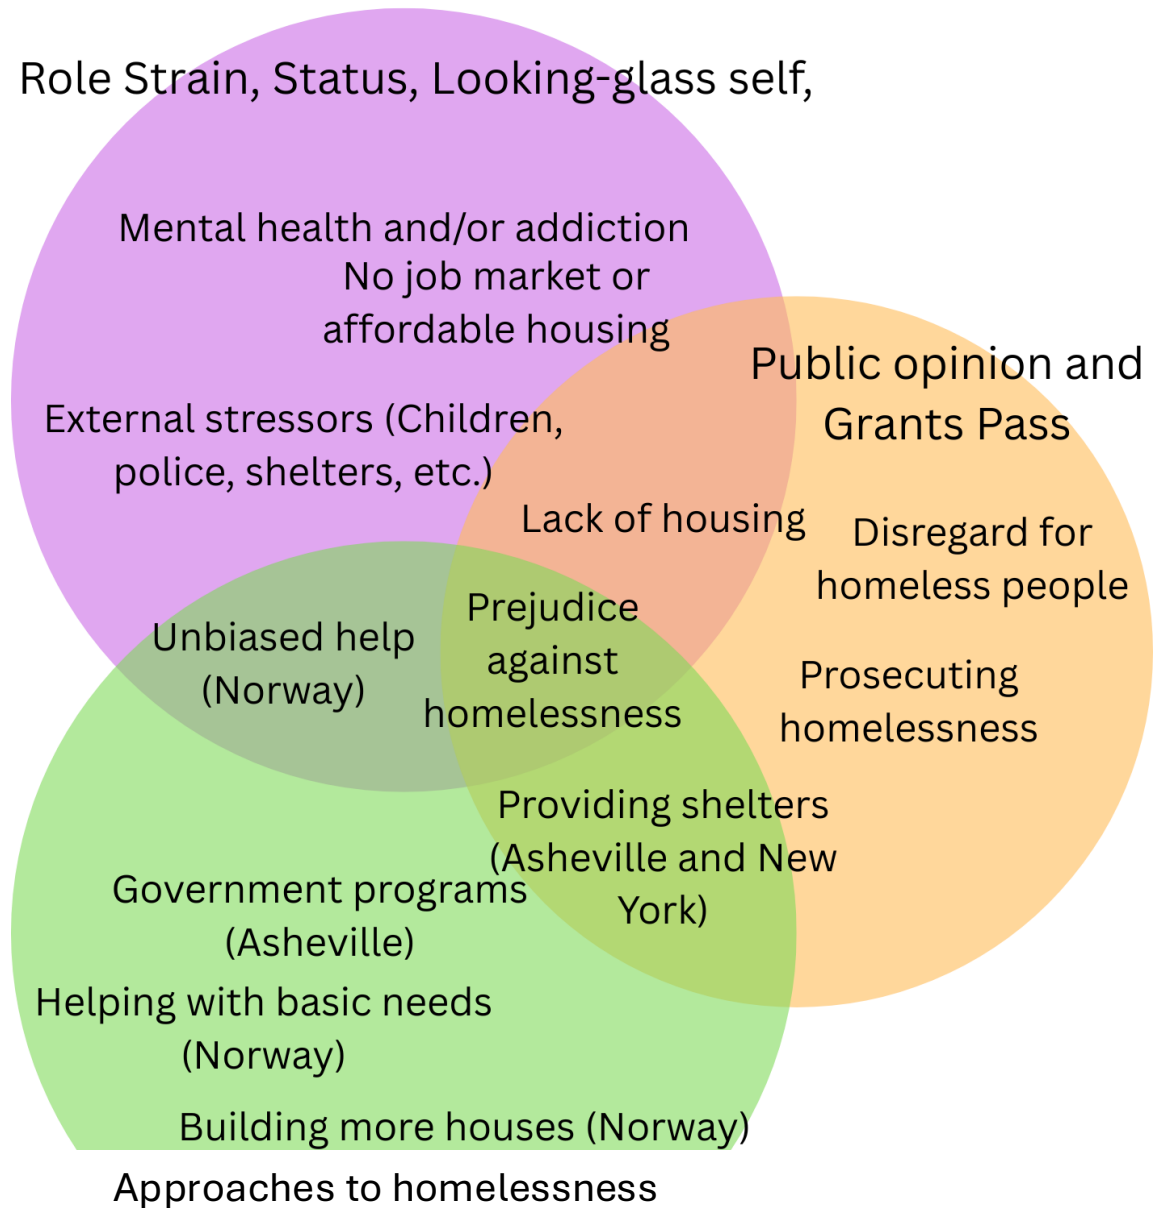 Role Strain, Status, Looking-glass self,
Mental health and/or addiction
No job market or
affordable housing
External stressors (Children,
police, shelters, etc.)
Public opinion and
Grants Pass
Lack of housing
Disregard for
homeless people
Prosecuting
homelessness
Unbiased help
(Norway)
Prejudice
against
homelessness
Providing shelters
(Asheville and New
York)
Government programs
(Asheville)
Helping with basic needs
(Norway)
Building more houses (Norway)
Approaches to homelessness